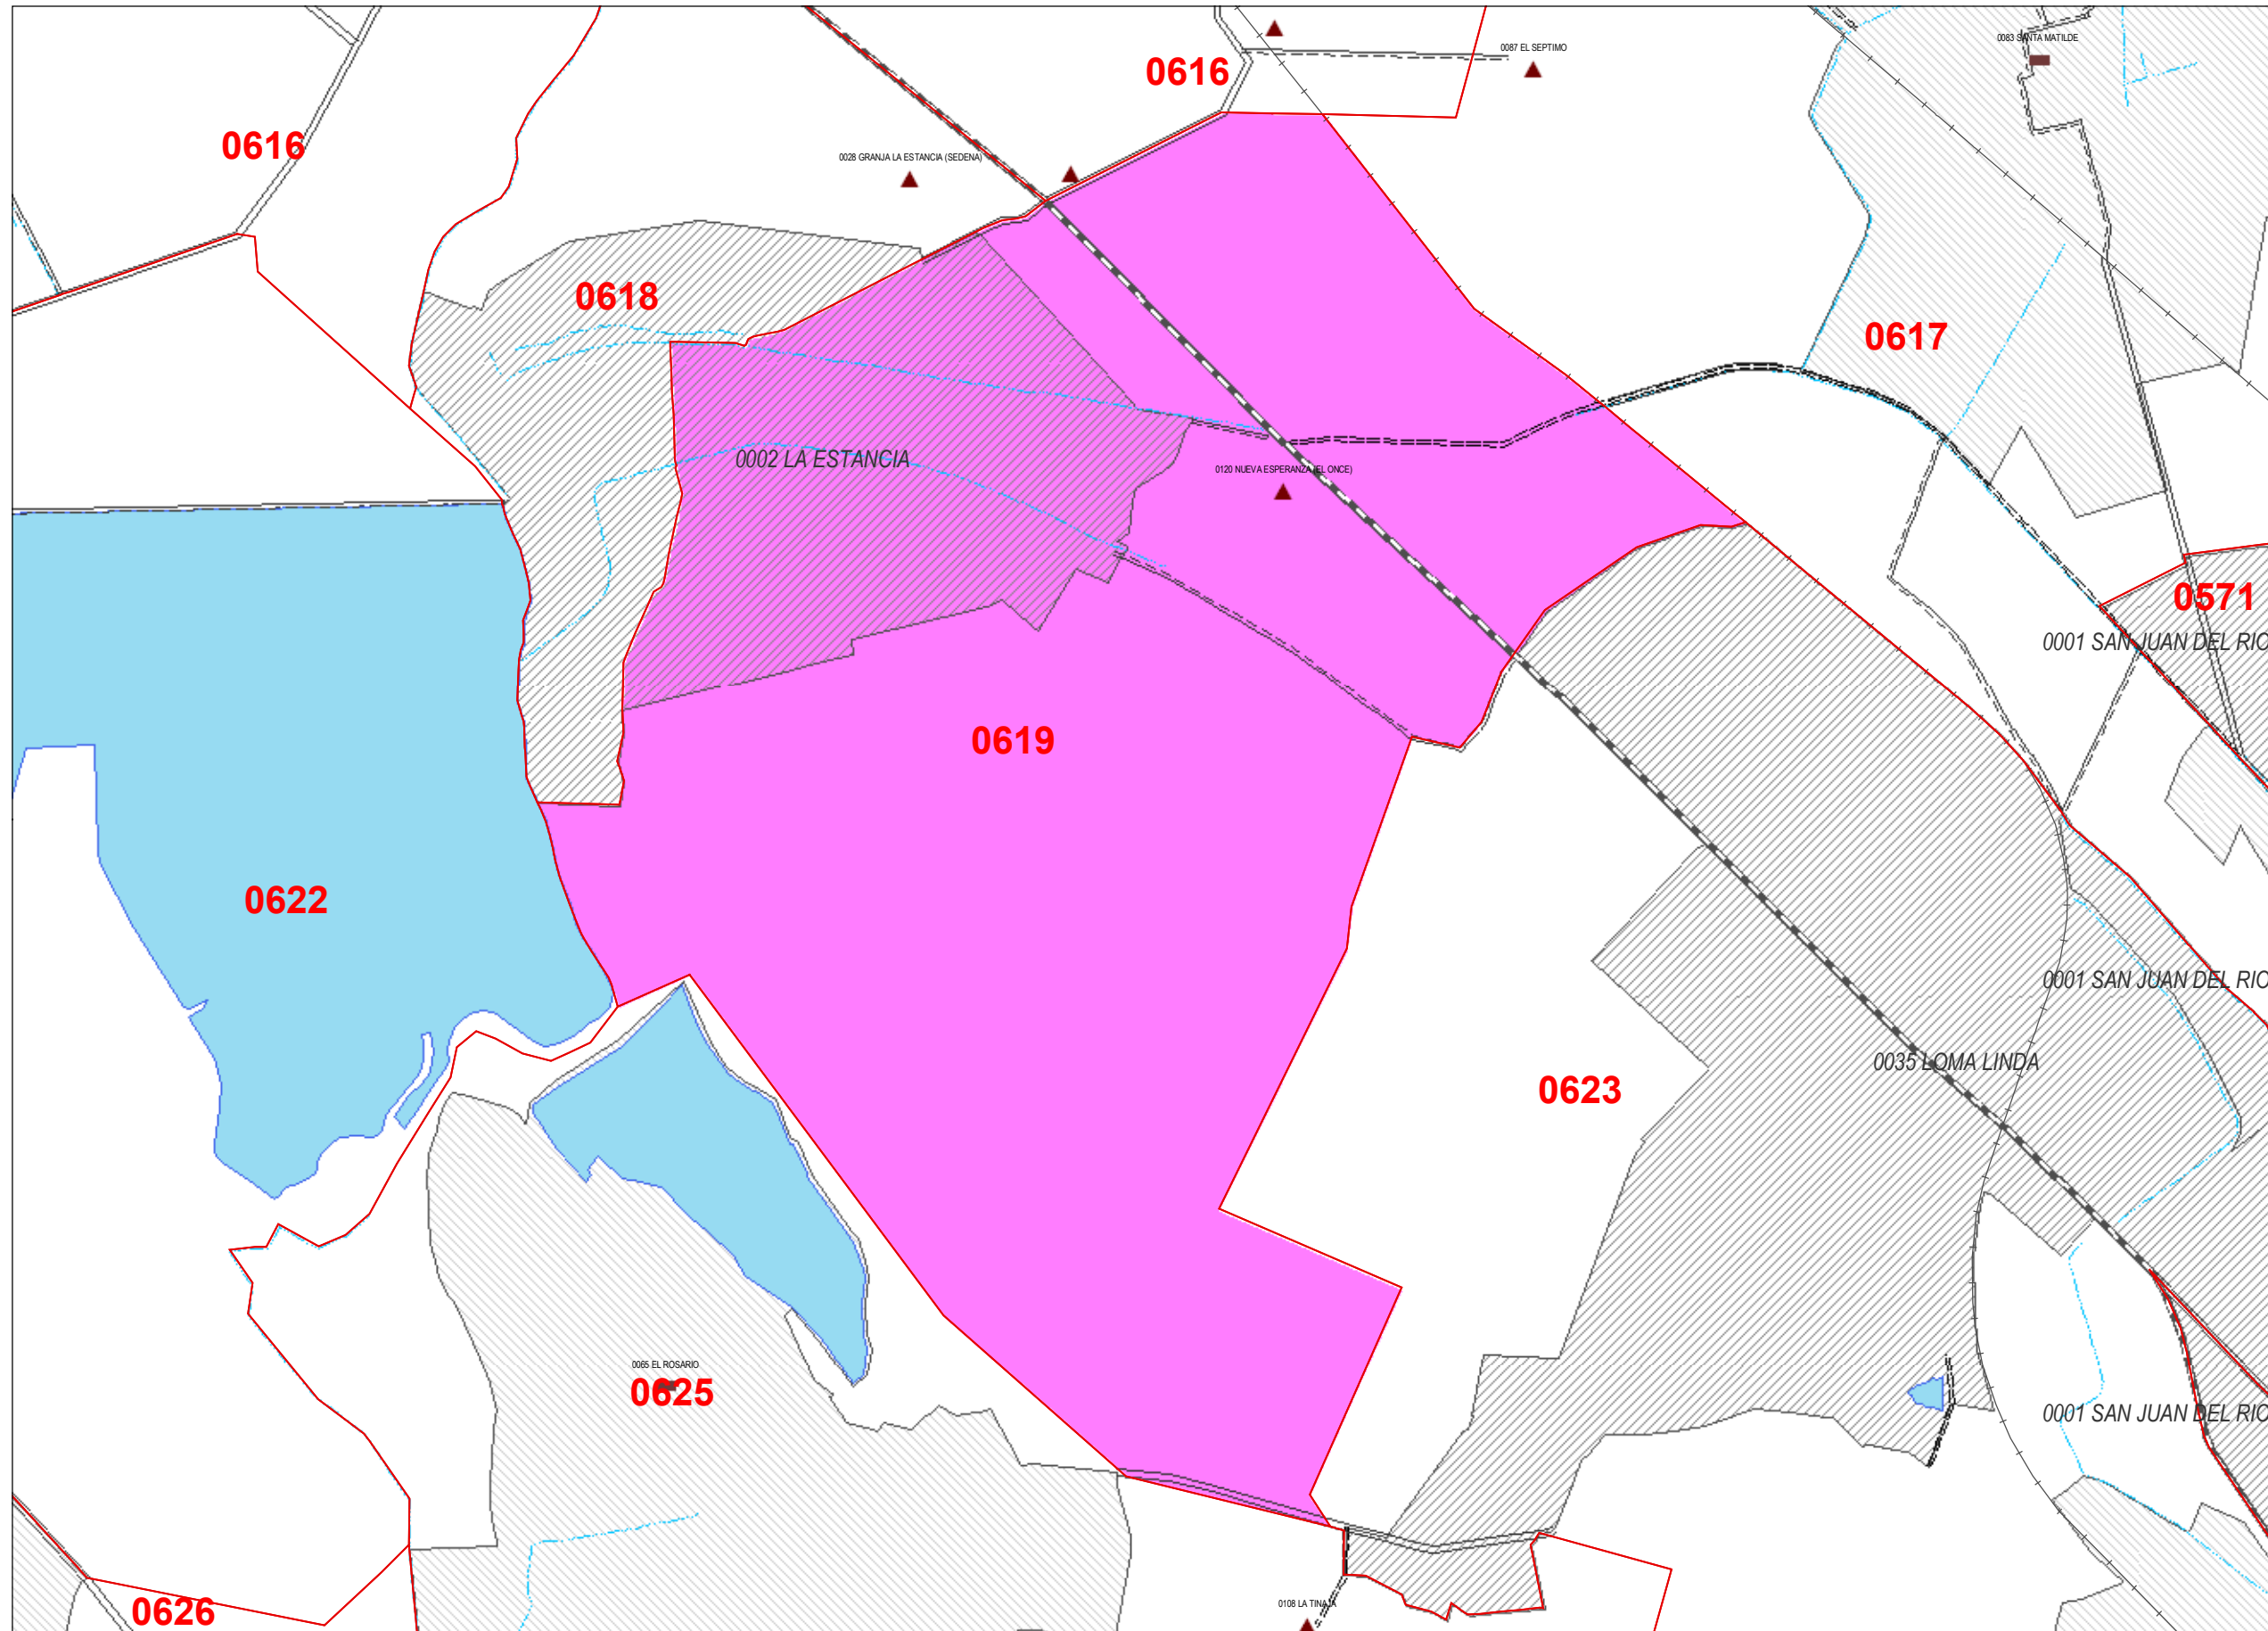 0083 SANTA MATILDE
0087 EL SEPTIMO
0616
0616
0028 GRANJA LA ESTANCIA (SEDENA)
0618
0617
0002 LA ESTANCIA
0120 NUEVA ESPERANZA (EL ONCE)
0571
0001 SAN JUAN DEL RIO
0619
0622
0001 SAN JUAN DEL RIO
0035 LOMA LINDA
0623
0065 EL ROSARIO
0625
0001 SAN JUAN DEL RIO
0108 LA TINAJA
0626